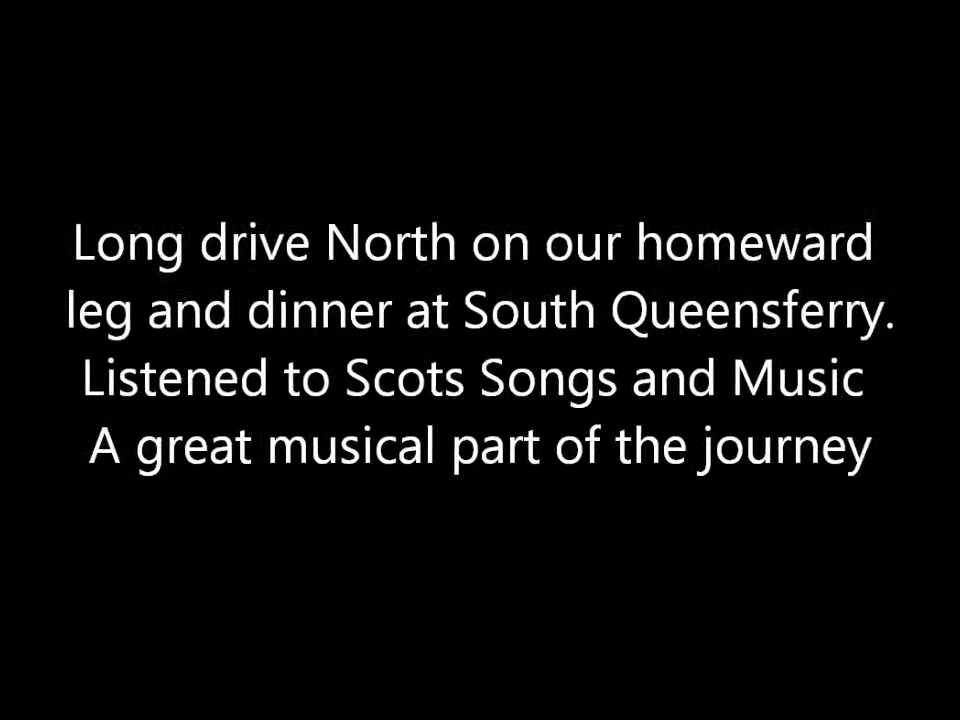 Long drive North on our homeward
leg and dinner at South Queensferry.
Listened to Scots Songs and Music
A great musical part of the journey